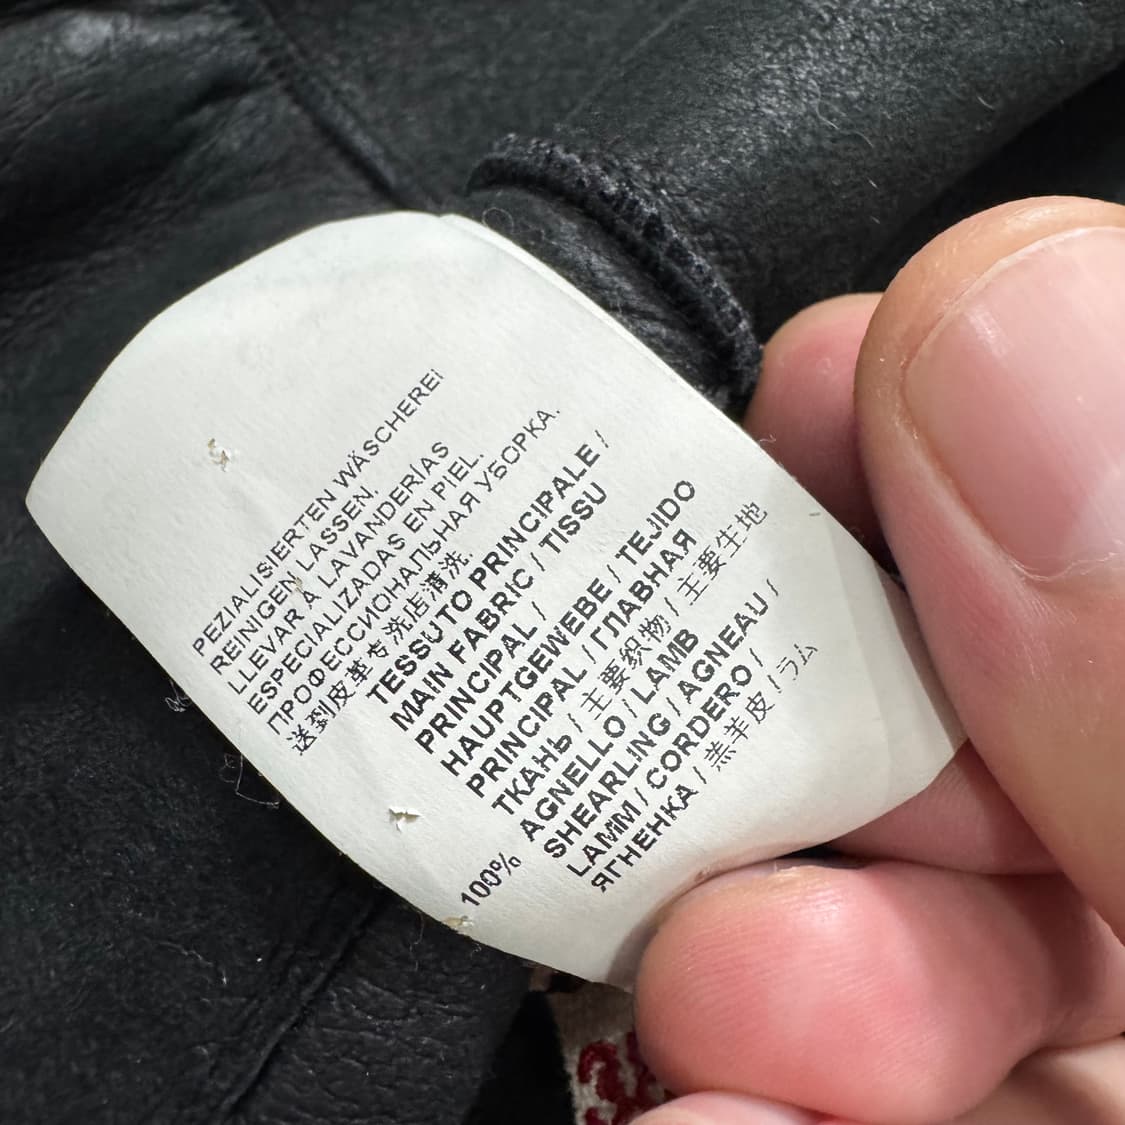 PEZIALISIERTEN WÄSCHEREI
REINIGEN LASSEN.
LLEVAR A LAVANDERÍAS
ESPECIALIZADAS EN PIEL.
ПРОФЕССИОНАЛЬНАЯ УБОРКА.
送到皮革专洗店清洗.
TESSUTO PRINCIPALE /
MAIN FABRIC / TISSU
PRINCIPAL /
HAUPTGEWEBE / TEJIDO
PRINCIPAL / ГЛАВНАЯ
ТКАНЬ / 主要织物 / 主要生地
100% AGNELLO / LAMB
SHEARLING / AGNEAU /
LAMM / CORDERO /
ЯГНЕНКА / 羔羊皮 / ラム